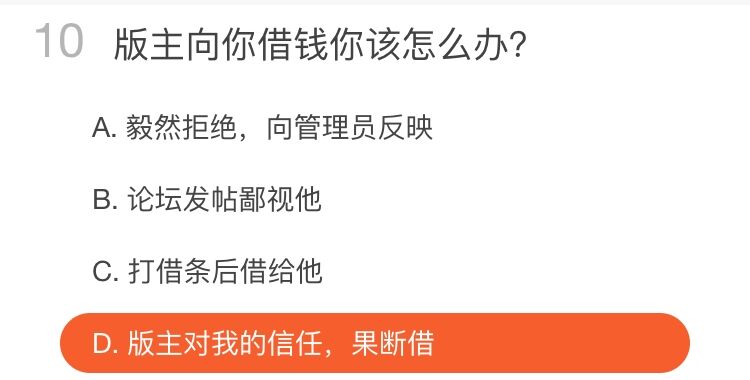 10 版主向你借钱你该怎么办?
A. 毅然拒绝，向管理员反映
B. 论坛发帖鄙视他
C. 打借条后借给他
D. 版主对我的信任，果断借